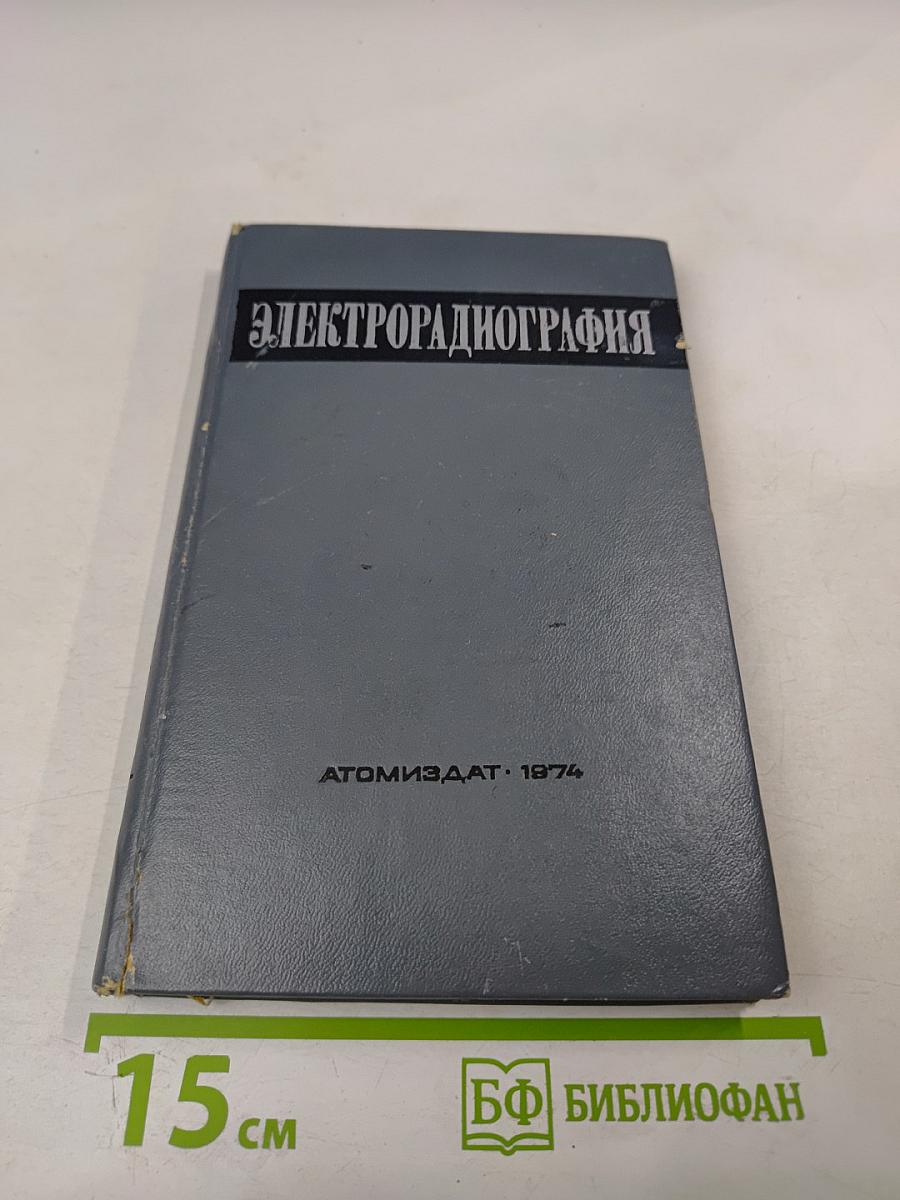 ЭЛЕКТРОРАДИОГРАФИЯ
АТОМИЗДАТ · 1974
15 см
БФ БИБЛИОФАН